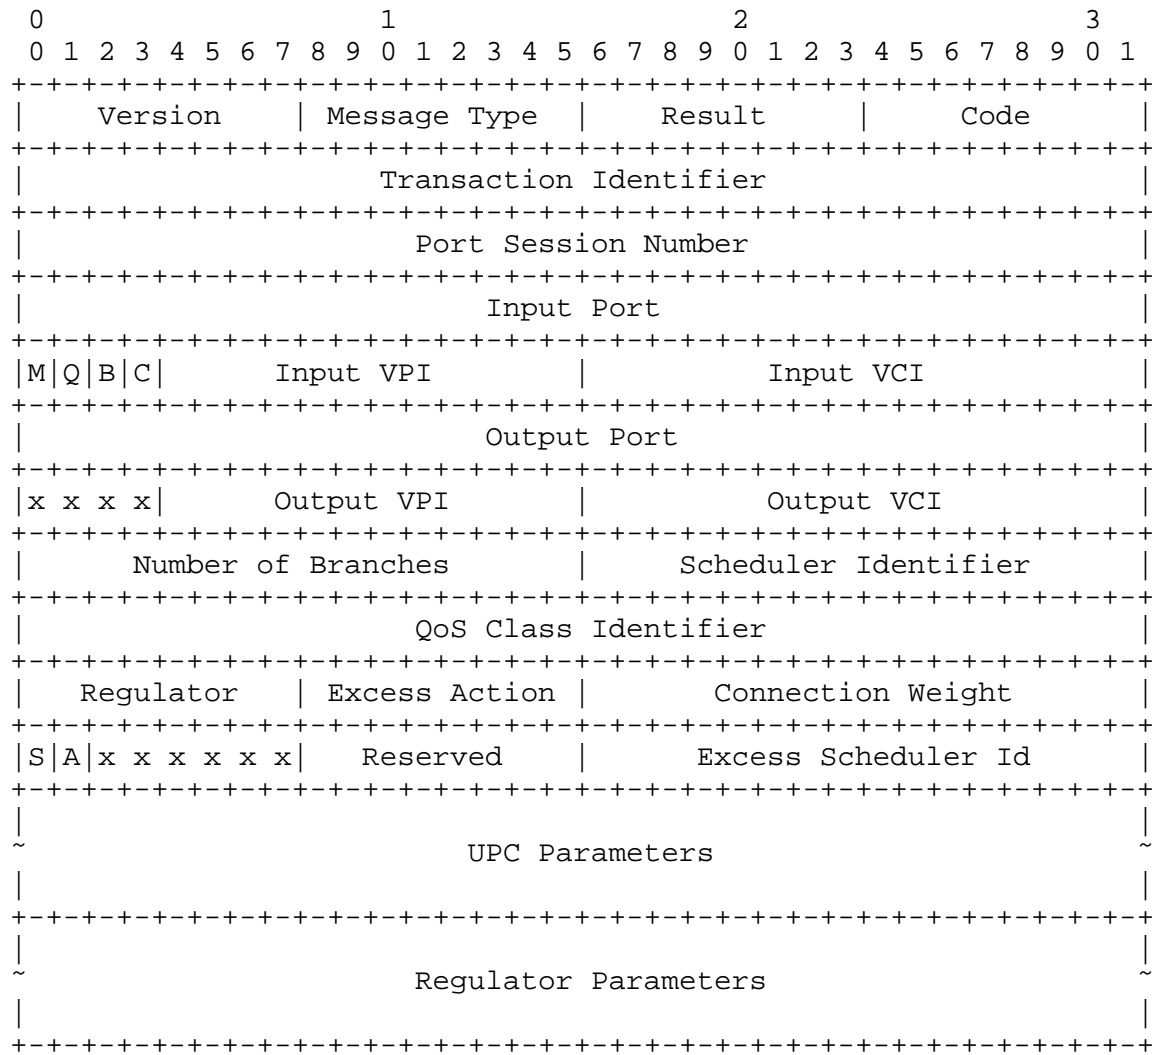 0                   1                   2                   3
 0 1 2 3 4 5 6 7 8 9 0 1 2 3 4 5 6 7 8 9 0 1 2 3 4 5 6 7 8 9 0 1
+-+-+-+-+-+-+-+-+-+-+-+-+-+-+-+-+-+-+-+-+-+-+-+-+-+-+-+-+-+-+-+-+
|    Version    | Message Type  |    Result     |     Code      |
+-+-+-+-+-+-+-+-+-+-+-+-+-+-+-+-+-+-+-+-+-+-+-+-+-+-+-+-+-+-+-+-+
|                    Transaction Identifier                     |
+-+-+-+-+-+-+-+-+-+-+-+-+-+-+-+-+-+-+-+-+-+-+-+-+-+-+-+-+-+-+-+-+
|                      Port Session Number                      |
+-+-+-+-+-+-+-+-+-+-+-+-+-+-+-+-+-+-+-+-+-+-+-+-+-+-+-+-+-+-+-+-+
|                          Input Port                           |
+-+-+-+-+-+-+-+-+-+-+-+-+-+-+-+-+-+-+-+-+-+-+-+-+-+-+-+-+-+-+-+-+
|M|Q|B|C|      Input VPI        |          Input VCI            |
+-+-+-+-+-+-+-+-+-+-+-+-+-+-+-+-+-+-+-+-+-+-+-+-+-+-+-+-+-+-+-+-+
|                          Output Port                          |
+-+-+-+-+-+-+-+-+-+-+-+-+-+-+-+-+-+-+-+-+-+-+-+-+-+-+-+-+-+-+-+-+
|x x x x|      Output VPI       |          Output VCI           |
+-+-+-+-+-+-+-+-+-+-+-+-+-+-+-+-+-+-+-+-+-+-+-+-+-+-+-+-+-+-+-+-+
|      Number of Branches       |     Scheduler Identifier      |
+-+-+-+-+-+-+-+-+-+-+-+-+-+-+-+-+-+-+-+-+-+-+-+-+-+-+-+-+-+-+-+-+
|                      QoS Class Identifier                     |
+-+-+-+-+-+-+-+-+-+-+-+-+-+-+-+-+-+-+-+-+-+-+-+-+-+-+-+-+-+-+-+-+
|   Regulator   | Excess Action |       Connection Weight       |
+-+-+-+-+-+-+-+-+-+-+-+-+-+-+-+-+-+-+-+-+-+-+-+-+-+-+-+-+-+-+-+-+
|S|A|x x x x x x|   Reserved    |      Excess Scheduler Id      |
+-+-+-+-+-+-+-+-+-+-+-+-+-+-+-+-+-+-+-+-+-+-+-+-+-+-+-+-+-+-+-+-+
|                                                               |
~                         UPC Parameters                        ~
|                                                               |
+-+-+-+-+-+-+-+-+-+-+-+-+-+-+-+-+-+-+-+-+-+-+-+-+-+-+-+-+-+-+-+-+
|                                                               |
~                      Regulator Parameters                     ~
|                                                               |
+-+-+-+-+-+-+-+-+-+-+-+-+-+-+-+-+-+-+-+-+-+-+-+-+-+-+-+-+-+-+-+-+